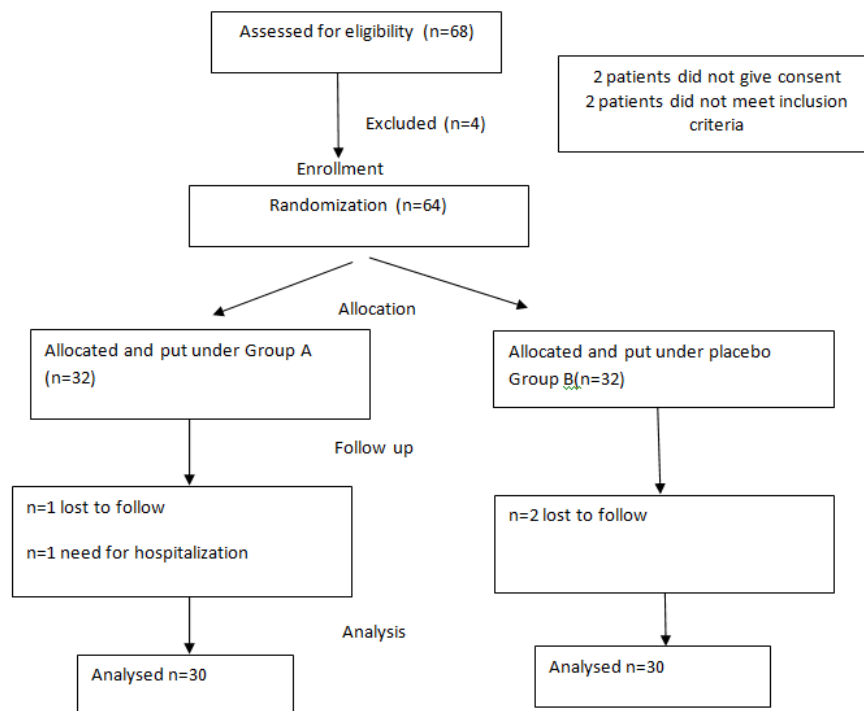 Assessed for eligibility (n=68)
2 patients did not give consent
2 patients did not meet inclusion
criteria
Excluded (n=4)
Enrollment
Randomization (n=64)
Allocation
Allocated and put under Group A
(n=32)
Allocated and put under placebo
Group B(n=32)
Follow up
n=1 lost to follow
n=1 need for hospitalization
n=2 lost to follow
Analysis
Analysed n=30
Analysed n=30